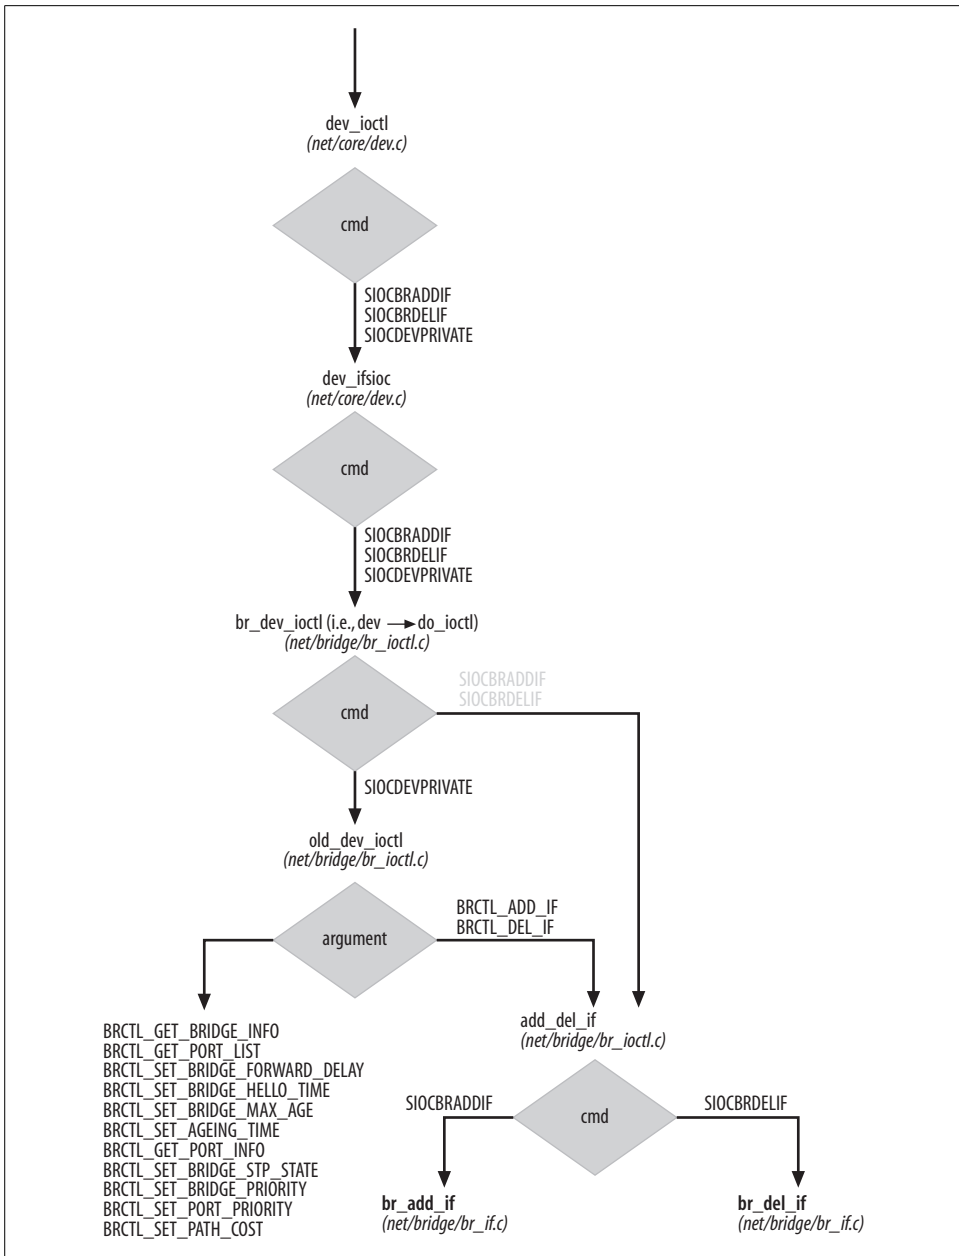 dev_ioctl
(net/core/dev.c)
cmd
SIOCBRADDIF
SIOCBRDELIF
SIOCDEVPRIVATE
dev_ifsioc
(net/core/dev.c)
cmd
SIOCBRADDIF
SIOCBRDELIF
SIOCDEVPRIVATE
br_dev_ioctl (i.e., dev → do_ioctl)
(net/bridge/br_ioctl.c)
SIOCBRADDIF
SIOCBRDELIF
cmd
SIOCDEVPRIVATE
old_dev_ioctl
(net/bridge/br_ioctl.c)
BRCTL_ADD_IF
BRCTL_DEL_IF
argument
BRCTL_GET_BRIDGE_INFO
BRCTL_GET_PORT_LIST
BRCTL_SET_BRIDGE_FORWARD_DELAY
BRCTL_SET_BRIDGE_HELLO_TIME
BRCTL_SET_BRIDGE_MAX_AGE
BRCTL_SET_AGEING_TIME
BRCTL_GET_PORT_INFO
BRCTL_SET_BRIDGE_STP_STATE
BRCTL_SET_BRIDGE_PRIORITY
BRCTL_SET_PORT_PRIORITY
BRCTL_SET_PATH_COST
add_del_if
(net/bridge/br_ioctl.c)
SIOCBRADDIF
cmd
SIOCBRDELIF
br_add_if
(net/bridge/br_if.c)
br_del_if
(net/bridge/br_if.c)